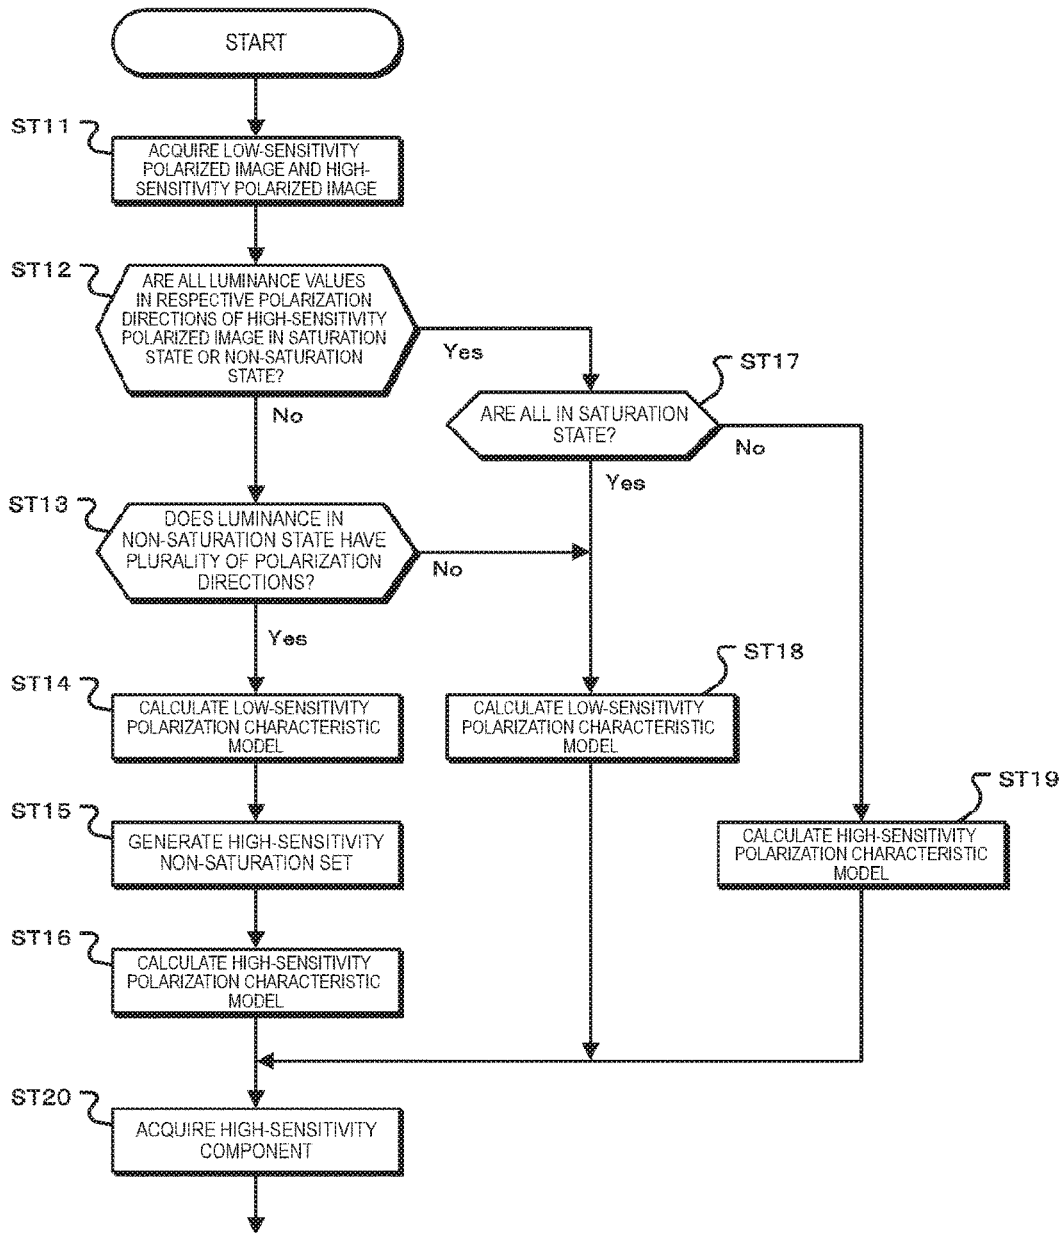 START
ST11
ACQUIRE LOW-SENSITIVITY
POLARIZED IMAGE AND HIGH-
SENSITIVITY POLARIZED IMAGE
ST12
ARE ALL LUMINANCE VALUES
IN RESPECTIVE POLARIZATION
DIRECTIONS OF HIGH-SENSITIVITY
POLARIZED IMAGE IN SATURATION
STATE OR NON-SATURATION
STATE?
Yes
No
ST17
ARE ALL IN SATURATION
STATE?
No
Yes
ST13
DOES LUMINANCE IN
NON-SATURATION STATE HAVE
PLURALITY OF POLARIZATION
DIRECTIONS?
No
Yes
ST14
CALCULATE LOW-SENSITIVITY
POLARIZATION CHARACTERISTIC
MODEL
ST18
CALCULATE LOW-SENSITIVITY
POLARIZATION CHARACTERISTIC
MODEL
ST15
GENERATE HIGH-SENSITIVITY
NON-SATURATION SET
ST19
CALCULATE HIGH-SENSITIVITY
POLARIZATION CHARACTERISTIC
MODEL
ST16
CALCULATE HIGH-SENSITIVITY
POLARIZATION CHARACTERISTIC
MODEL
ST20
ACQUIRE HIGH-SENSITIVITY
COMPONENT